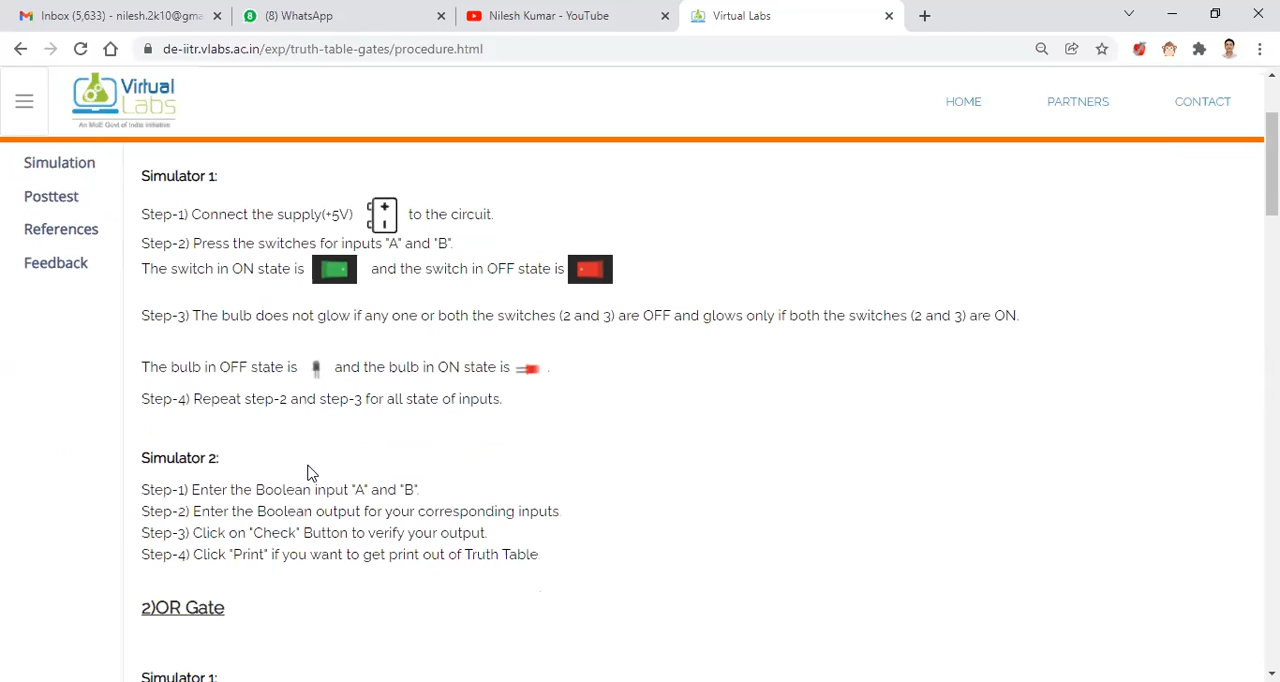 Inbox (5,633) - nilesh.2k10@gma
(8) WhatsApp
Nilesh Kumar - YouTube
Virtual Labs
de-iitr.vlabs.ac.in/exp/truth-table-gates/procedure.html
Virtual
Labs
An MoE Govt of India Initiative
HOME
PARTNERS
CONTACT
Simulation
Posttest
References
Feedback
Simulator 1:
Step-1) Connect the supply(+5V) to the circuit.
Step-2) Press the switches for inputs "A" and "B".
The switch in ON state is and the switch in OFF state is
Step-3) The bulb does not glow if any one or both the switches (2 and 3) are OFF and glows only if both the switches (2 and 3) are ON.
The bulb in OFF state is and the bulb in ON state is .
Step-4) Repeat step-2 and step-3 for all state of inputs.
Simulator 2:
Step-1) Enter the Boolean input "A" and "B".
Step-2) Enter the Boolean output for your corresponding inputs.
Step-3) Click on "Check" Button to verify your output.
Step-4) Click "Print" if you want to get print out of Truth Table.
2)OR Gate
Simulator 1: